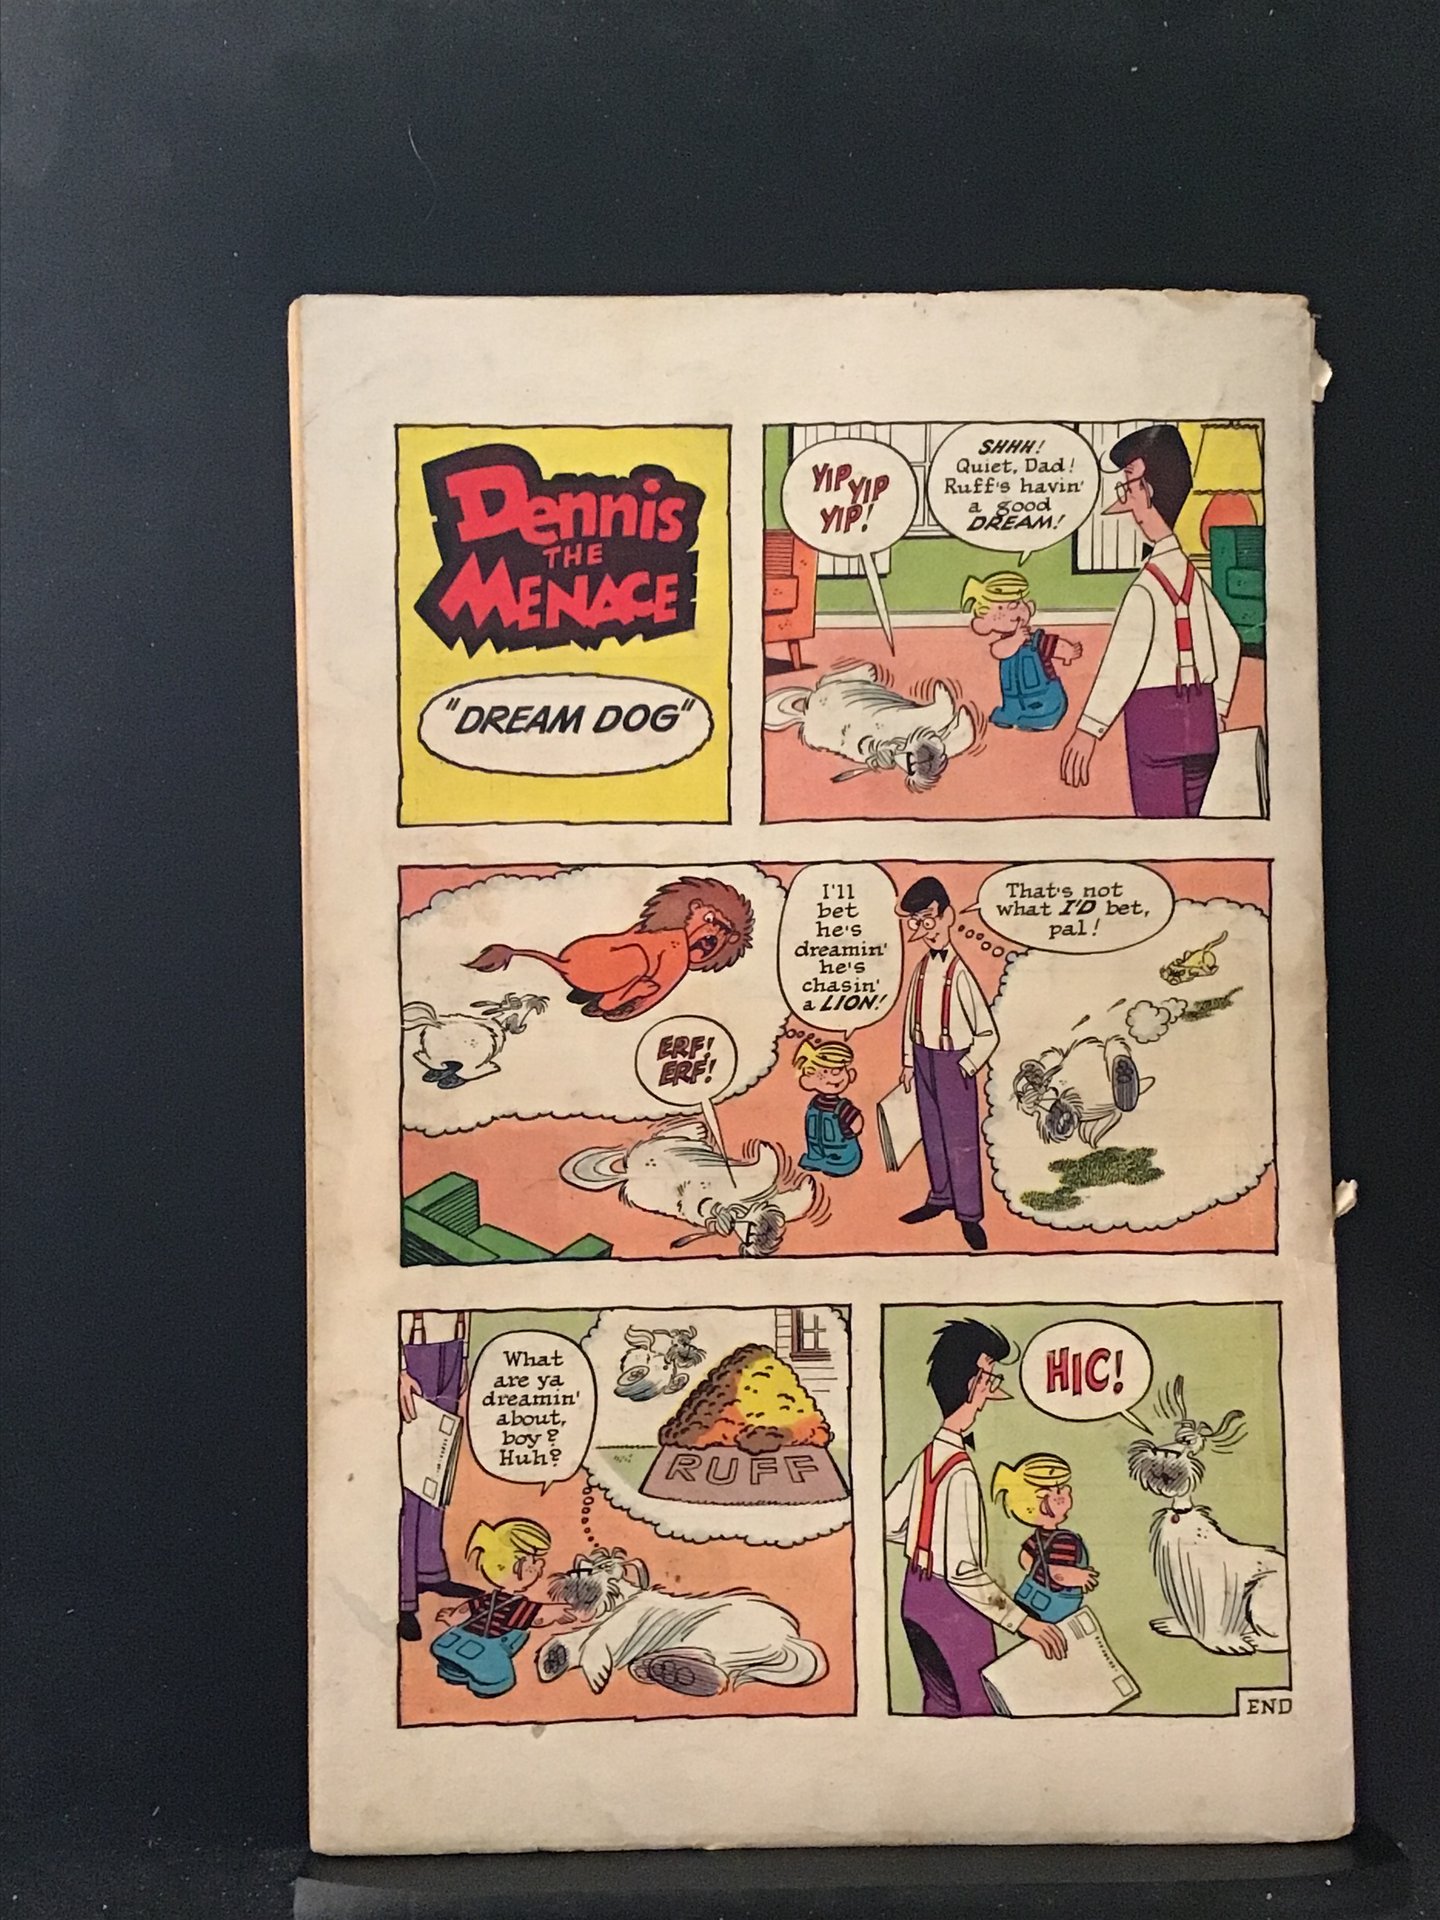 Dennis
THE
MENACE
"DREAM DOG"
YIP YIP
YIP!
SHHH!
Quiet, Dad!
Ruff's havin'
a good
DREAM!
I'll
bet
he's
dreamin'
he's
chasin'
a LION!
ERF!
ERF!
That's not
what I'D bet,
pal!
What
are ya
dreamin'
about,
boy?
Huh?
RUFF
HIC!
END